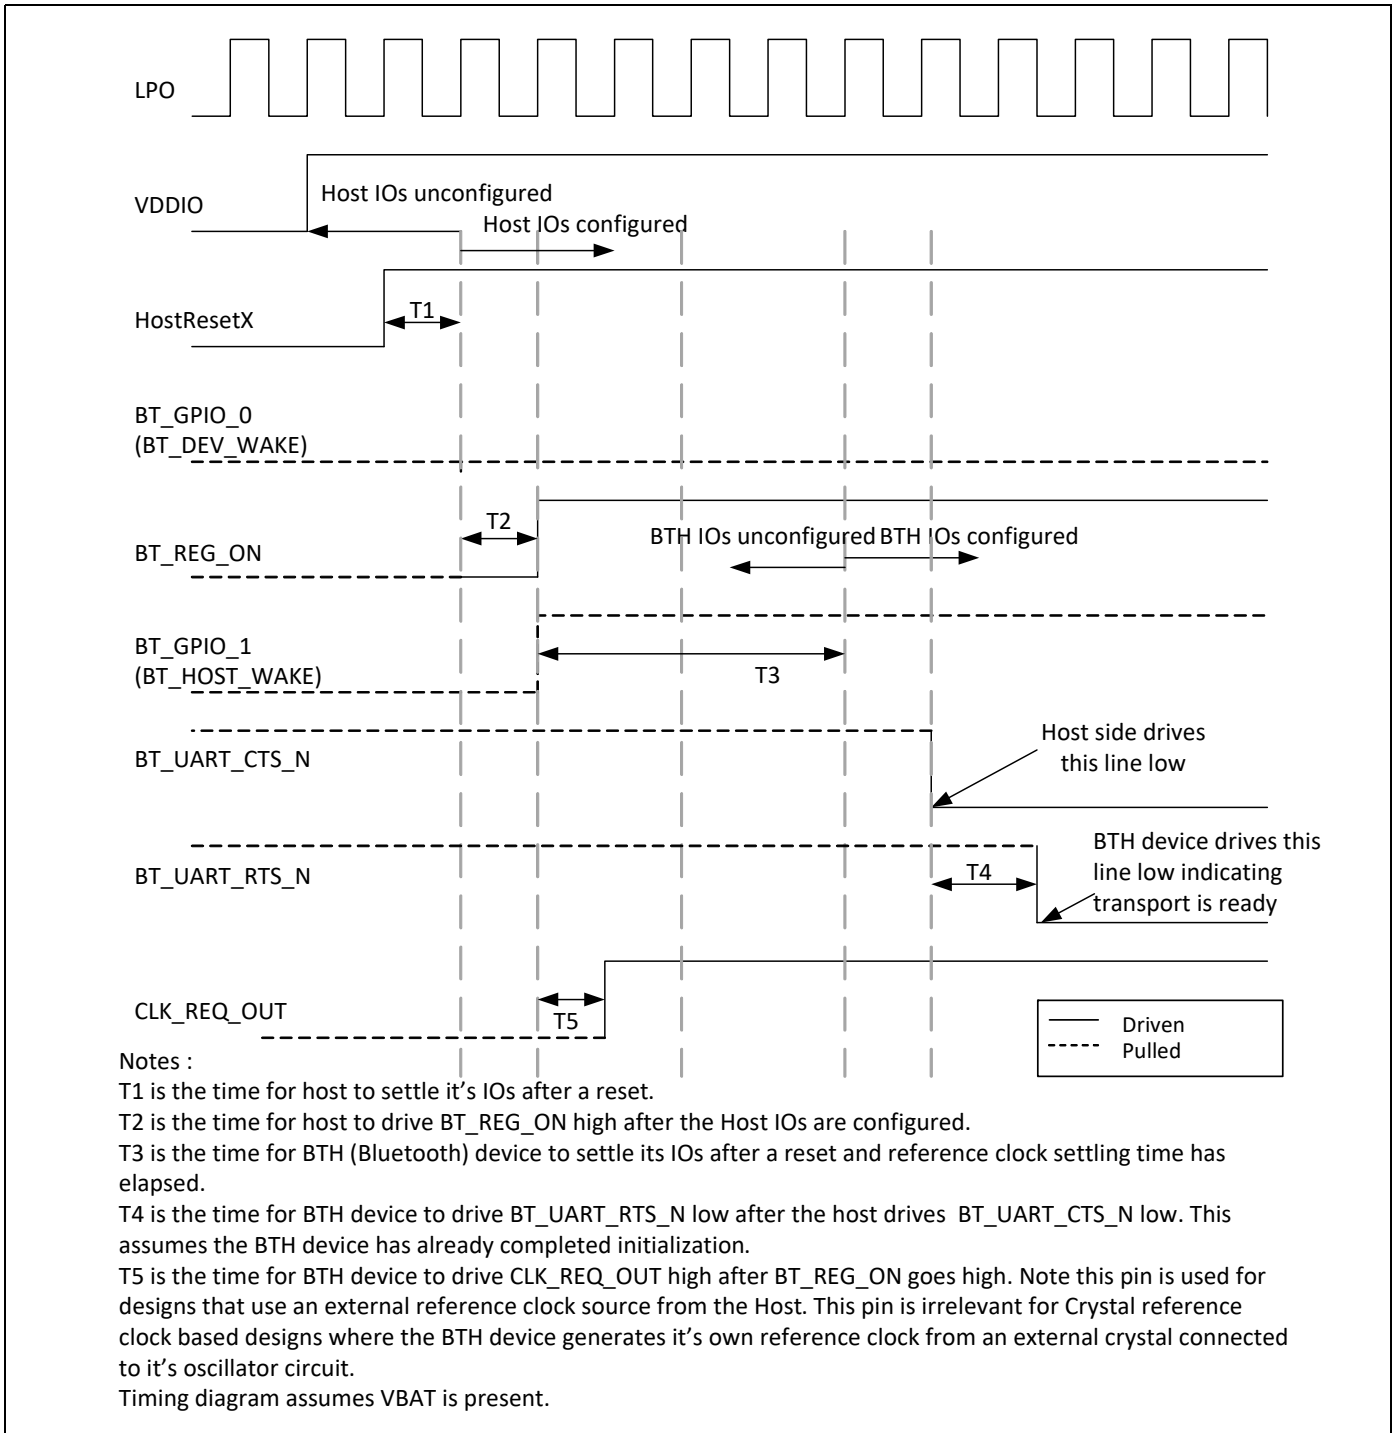 LPO
VDDIO
Host IOs unconfigured
Host IOs configured
HostResetX
T1
BT_GPIO_0
(BT_DEV_WAKE)
T2
BT_REG_ON
BTH IOs unconfigured
BTH IOs configured
BT_GPIO_1
(BT_HOST_WAKE)
T3
BT_UART_CTS_N
Host side drives
this line low
BT_UART_RTS_N
T4
BTH device drives this
line low indicating
transport is ready
CLK_REQ_OUT
T5
Driven
Pulled
Notes :
T1 is the time for host to settle it’s IOs after a reset.
T2 is the time for host to drive BT_REG_ON high after the Host IOs are configured.
T3 is the time for BTH (Bluetooth) device to settle its IOs after a reset and reference clock settling time has
elapsed.
T4 is the time for BTH device to drive BT_UART_RTS_N low after the host drives BT_UART_CTS_N low. This
assumes the BTH device has already completed initialization.
T5 is the time for BTH device to drive CLK_REQ_OUT high after BT_REG_ON goes high. Note this pin is used for
designs that use an external reference clock source from the Host. This pin is irrelevant for Crystal reference
clock based designs where the BTH device generates it’s own reference clock from an external crystal connected
to it’s oscillator circuit.
Timing diagram assumes VBAT is present.